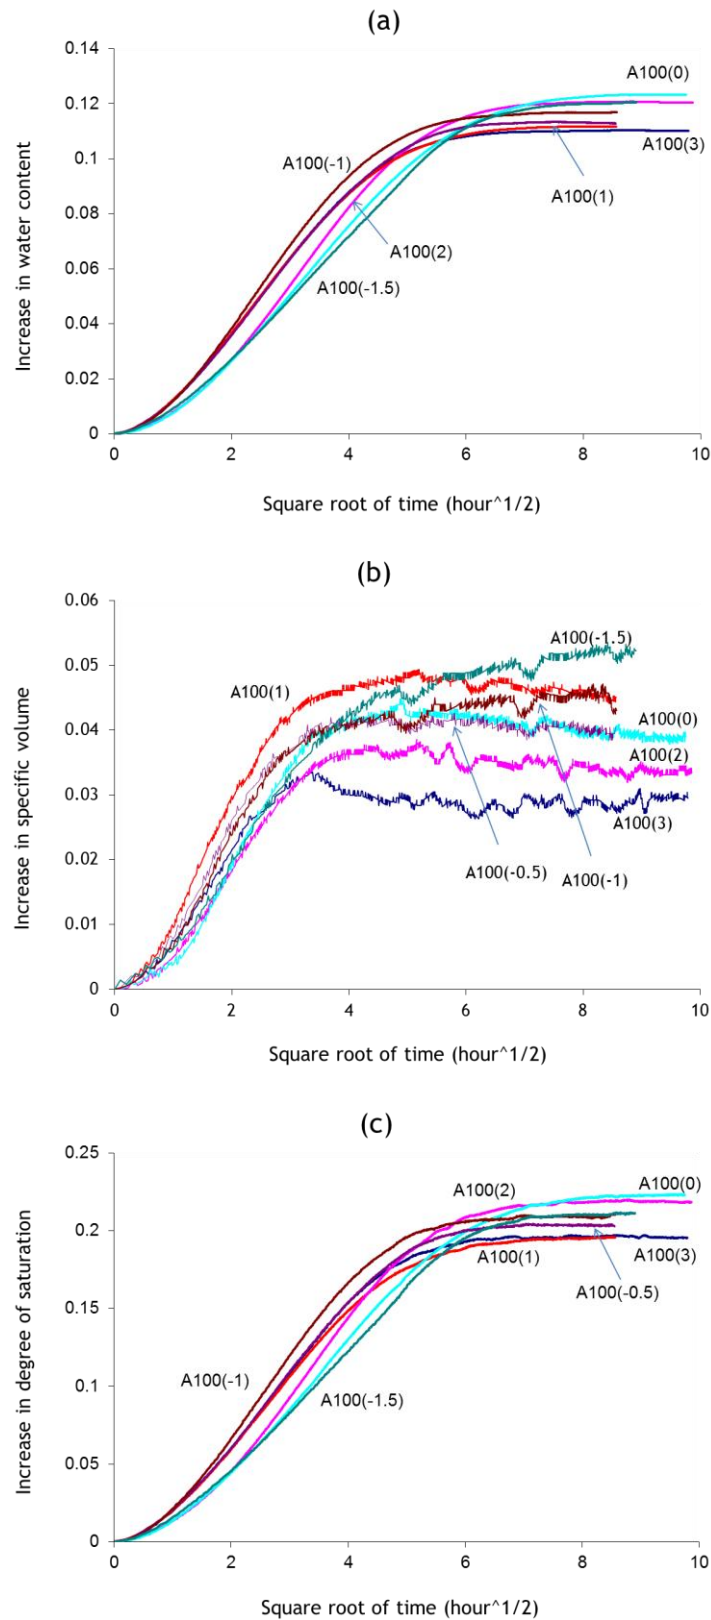 (a)
0.14
0.12
0.1
0.08
0.06
0.04
0.02
0
Increase in water content
A100(0)
A100(3)
A100(-1)
A100(1)
A100(2)
A100(-1.5)
0 2 4 6 8 10
Square root of time (hour^1/2)
(b)
0.06
0.05
0.04
0.03
0.02
0.01
0
Increase in specific volume
A100(-1.5)
A100(1)
A100(0)
A100(2)
A100(3)
A100(-0.5)
A100(-1)
0 2 4 6 8 10
Square root of time (hour^1/2)
(c)
0.25
0.2
0.15
0.1
0.05
0
Increase in degree of saturation
A100(2)
A100(0)
A100(1)
A100(3)
A100(-0.5)
A100(-1)
A100(-1.5)
0 2 4 6 8 10
Square root of time (hour^1/2)